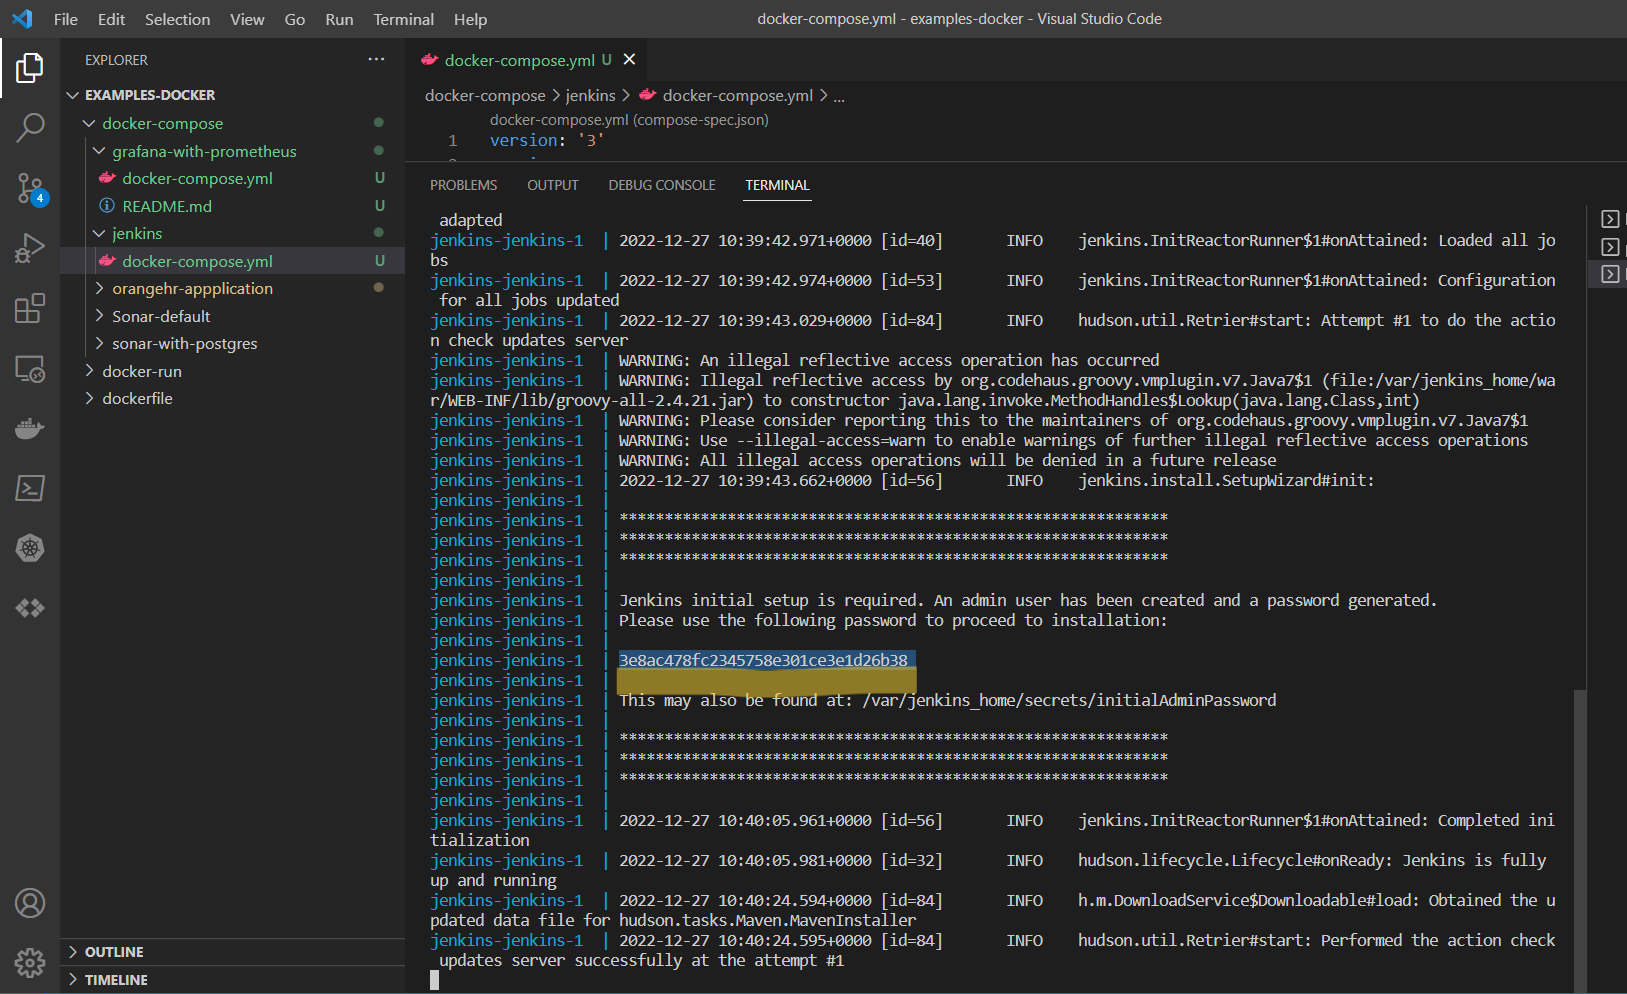 File Edit Selection View Go Run Terminal Help
docker-compose.yml - examples-docker - Visual Studio Code
EXPLORER ···
EXAMPLES-DOCKER
docker-compose
grafana-with-prometheus
docker-compose.yml U
README.md U
jenkins
docker-compose.yml U
orangehr-appplication
Sonar-default
sonar-with-postgres
docker-run
dockerfile
OUTLINE
TIMELINE
4
docker-compose.yml U
docker-compose > jenkins > docker-compose.yml > ...
docker-compose.yml (compose-spec.json)
1 version: '3'
PROBLEMS OUTPUT DEBUG CONSOLE TERMINAL
adapted
jenkins-jenkins-1 | 2022-12-27 10:39:42.971+0000 [id=40] INFO jenkins.InitReactorRunner$1#onAttained: Loaded all jo
bs
jenkins-jenkins-1 | 2022-12-27 10:39:42.974+0000 [id=53] INFO jenkins.InitReactorRunner$1#onAttained: Configuration
for all jobs updated
jenkins-jenkins-1 | 2022-12-27 10:39:43.029+0000 [id=84] INFO hudson.util.Retrier#start: Attempt #1 to do the actio
n check updates server
jenkins-jenkins-1 | WARNING: An illegal reflective access operation has occurred
jenkins-jenkins-1 | WARNING: Illegal reflective access by org.codehaus.groovy.vmplugin.v7.Java7$1 (file:/var/jenkins_home/wa
r/WEB-INF/lib/groovy-all-2.4.21.jar) to constructor java.lang.invoke.MethodHandles$Lookup(java.lang.Class,int)
jenkins-jenkins-1 | WARNING: Please consider reporting this to the maintainers of org.codehaus.groovy.vmplugin.v7.Java7$1
jenkins-jenkins-1 | WARNING: Use --illegal-access=warn to enable warnings of further illegal reflective access operations
jenkins-jenkins-1 | WARNING: All illegal access operations will be denied in a future release
jenkins-jenkins-1 | 2022-12-27 10:39:43.662+0000 [id=56] INFO jenkins.install.SetupWizard#init:
jenkins-jenkins-1 |
jenkins-jenkins-1 | *************************************************************
jenkins-jenkins-1 | *************************************************************
jenkins-jenkins-1 | *************************************************************
jenkins-jenkins-1 |
jenkins-jenkins-1 | Jenkins initial setup is required. An admin user has been created and a password generated.
jenkins-jenkins-1 | Please use the following password to proceed to installation:
jenkins-jenkins-1 |
jenkins-jenkins-1 | 3e8ac478fc2345758e301ce3e1d26b38
jenkins-jenkins-1 |
jenkins-jenkins-1 | This may also be found at: /var/jenkins_home/secrets/initialAdminPassword
jenkins-jenkins-1 |
jenkins-jenkins-1 | *************************************************************
jenkins-jenkins-1 | *************************************************************
jenkins-jenkins-1 | *************************************************************
jenkins-jenkins-1 |
jenkins-jenkins-1 | 2022-12-27 10:40:05.961+0000 [id=56] INFO jenkins.InitReactorRunner$1#onAttained: Completed ini
tialization
jenkins-jenkins-1 | 2022-12-27 10:40:05.981+0000 [id=32] INFO hudson.lifecycle.Lifecycle#onReady: Jenkins is fully
up and running
jenkins-jenkins-1 | 2022-12-27 10:40:24.594+0000 [id=84] INFO h.m.DownloadService$Downloadable#load: Obtained the u
pdated data file for hudson.tasks.Maven.MavenInstaller
jenkins-jenkins-1 | 2022-12-27 10:40:24.595+0000 [id=84] INFO hudson.util.Retrier#start: Performed the action check
updates server successfully at the attempt #1